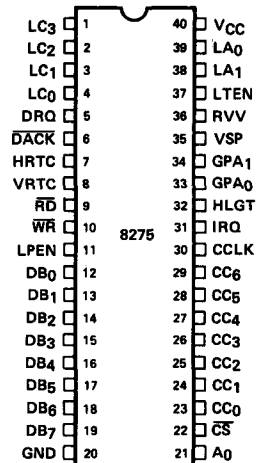 LC3 1 40 VCC
LC2 2 39 LA0
LC1 3 38 LA1
LC0 4 37 LTEN
DRQ 5 36 RVV
DACK 6 35 VSP
HRTC 7 34 GPA1
VRTC 8 33 GPA0
RD 9 32 HLGT
WR 10 31 IRQ
LPEN 11 8275 30 CCLK
DB0 12 29 CC6
DB1 13 28 CC5
DB2 14 27 CC4
DB3 15 26 CC3
DB4 16 25 CC2
DB5 17 24 CC1
DB6 18 23 CC0
DB7 19 22 CS
GND 20 21 A0